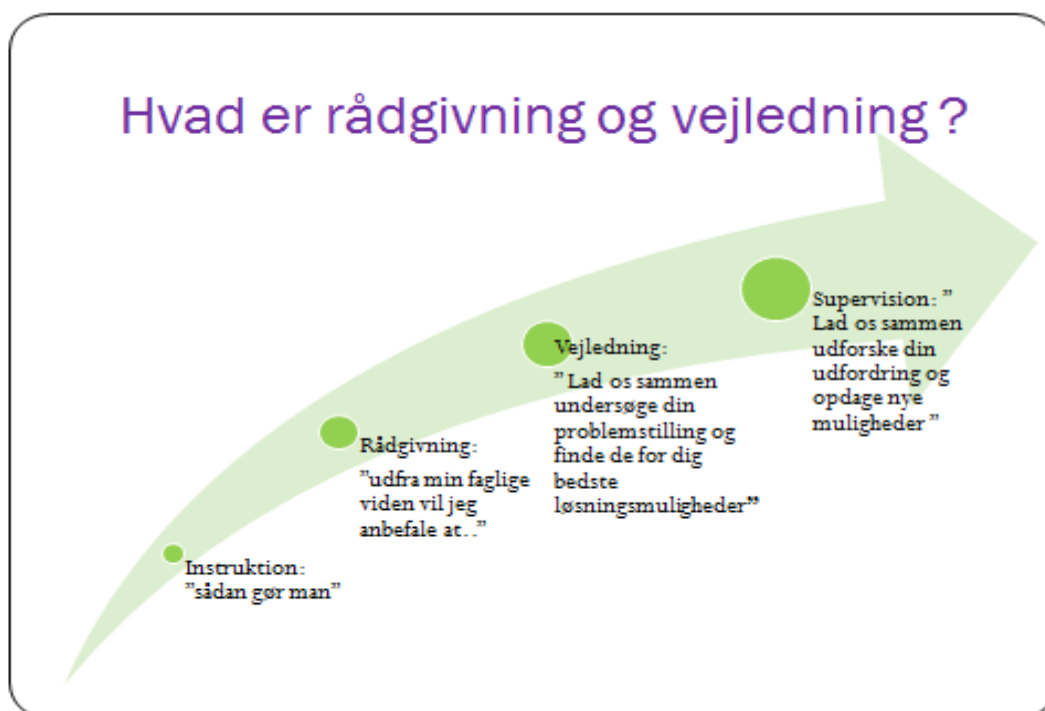 Hvad er rådgivning og vejledning ?
Instruktion:
”sådan gør man”
Rådgivning:
”udfra min faglige
viden vil jeg
anbefale at..”
Vejledning:
” Lad os sammen
undersøge din
problemstilling og
finde de for dig
bedste
løsningsmuligheder”
Supervision: ”
Lad os sammen
udforske din
udfordring og
opdage nye
muligheder ”